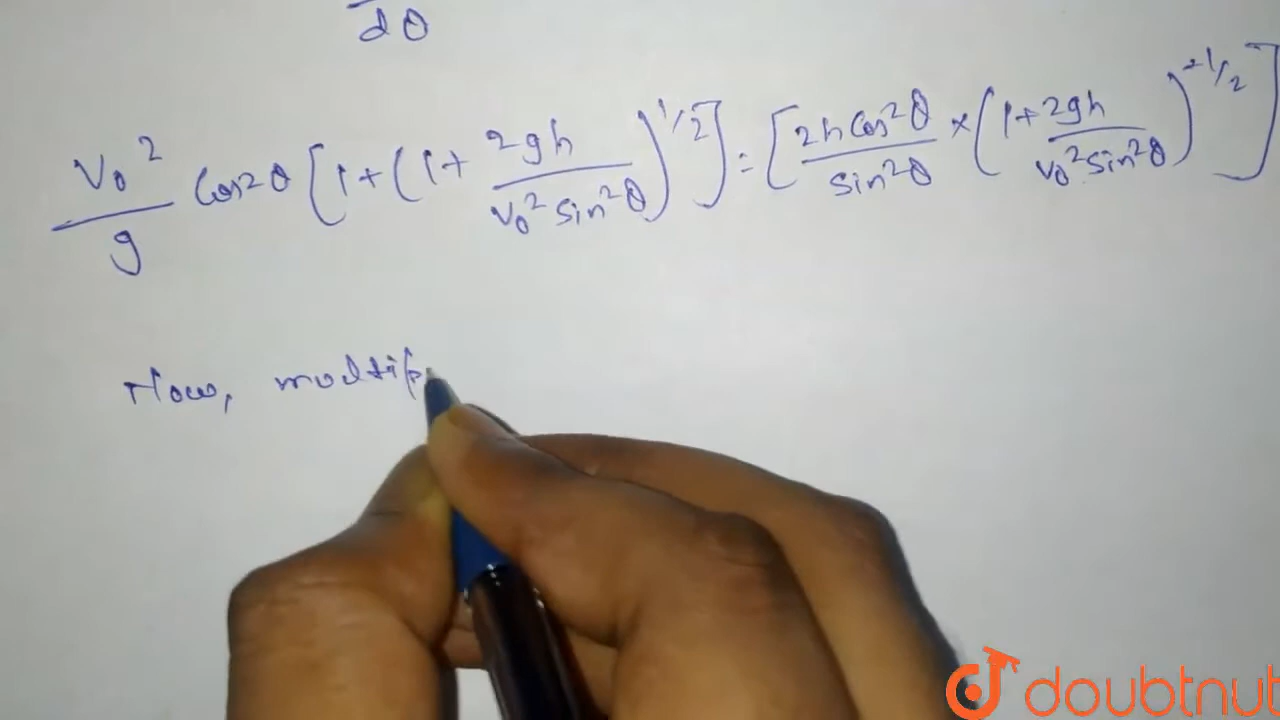 dθ
v₀²/g cos2θ [1+(1+ 2gh/v₀² sin²θ)^1/2] = [2h cos²θ/sin²θ × (1+ 2gh/v₀² sin²θ)^-1/2]
Now, multip
doubtnut